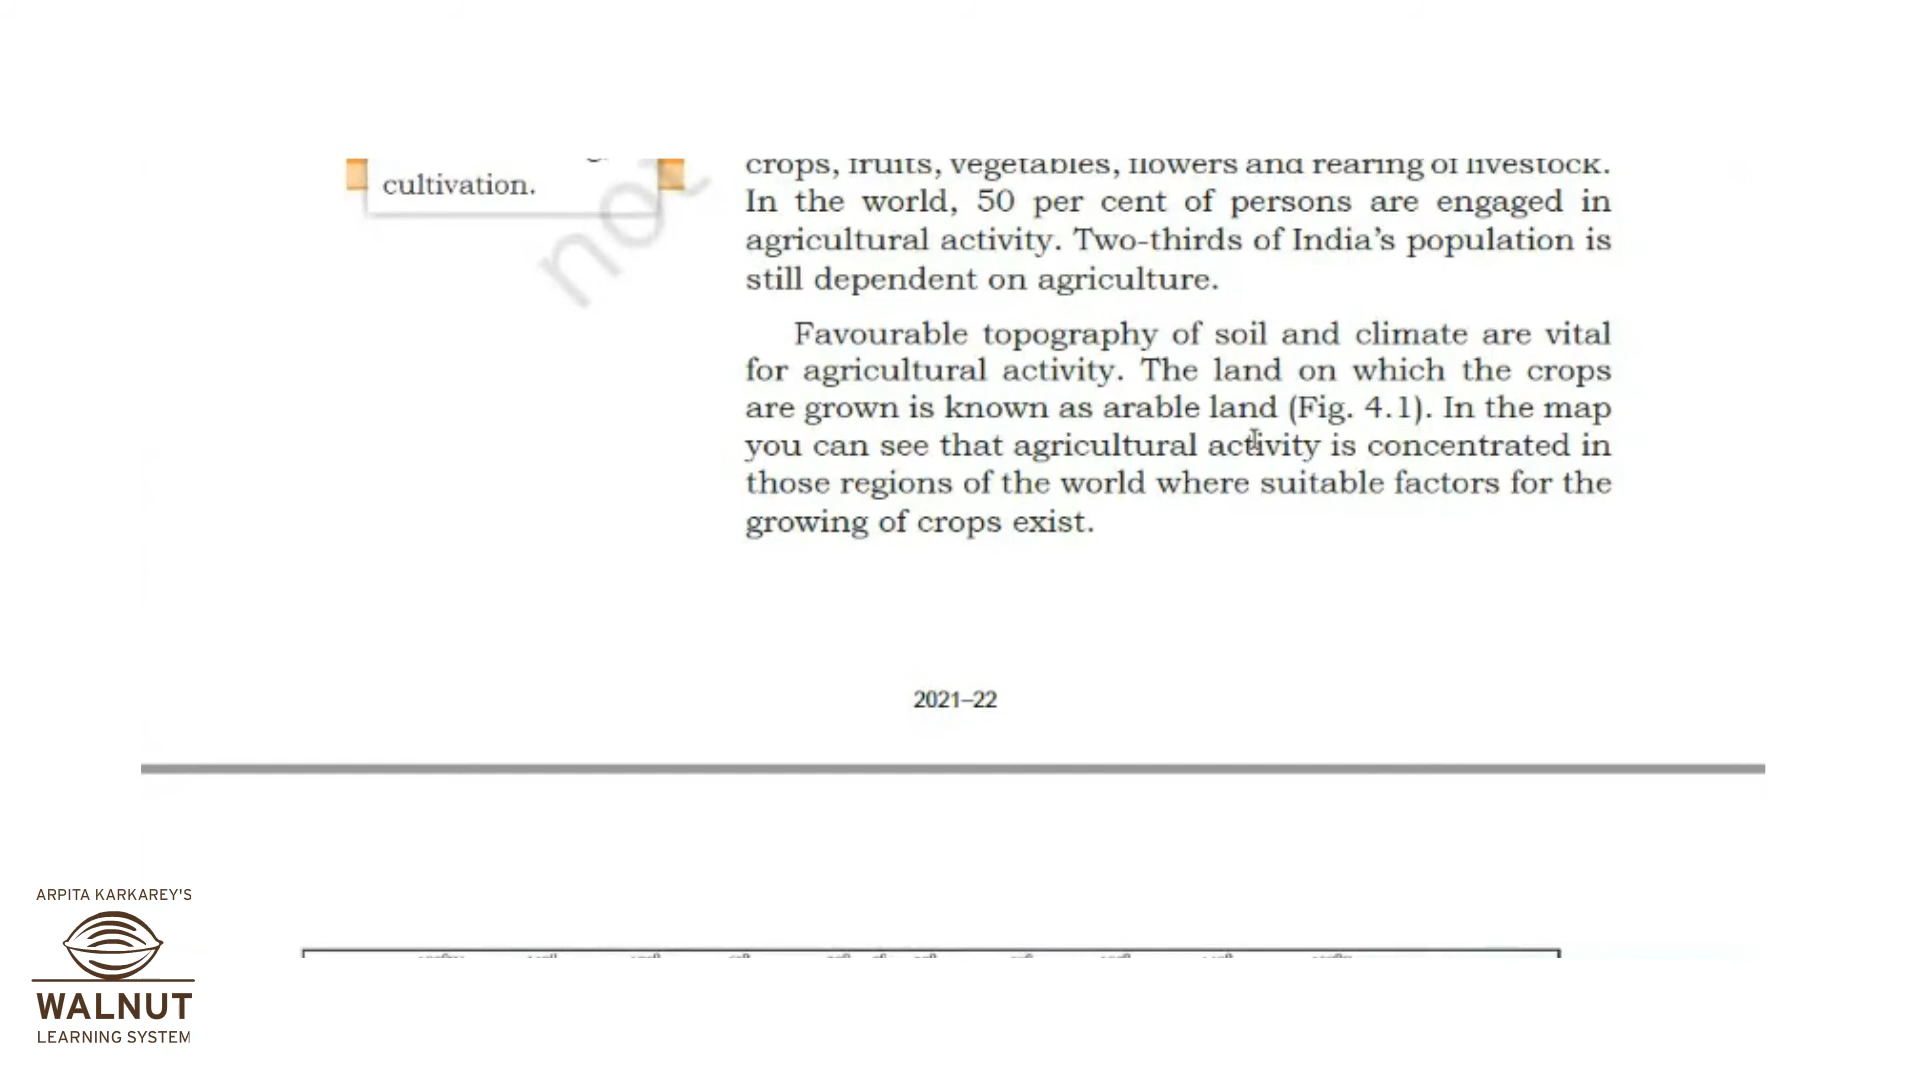 cultivation.
not
crops, fruits, vegetables, flowers and rearing of livestock.
In the world, 50 per cent of persons are engaged in
agricultural activity. Two-thirds of India’s population is
still dependent on agriculture.
Favourable topography of soil and climate are vital
for agricultural activity. The land on which the crops
are grown is known as arable land (Fig. 4.1). In the map
you can see that agricultural activity is concentrated in
those regions of the world where suitable factors for the
growing of crops exist.
2021–22
ARPITA KARKAREY'S
WALNUT
LEARNING SYSTEM